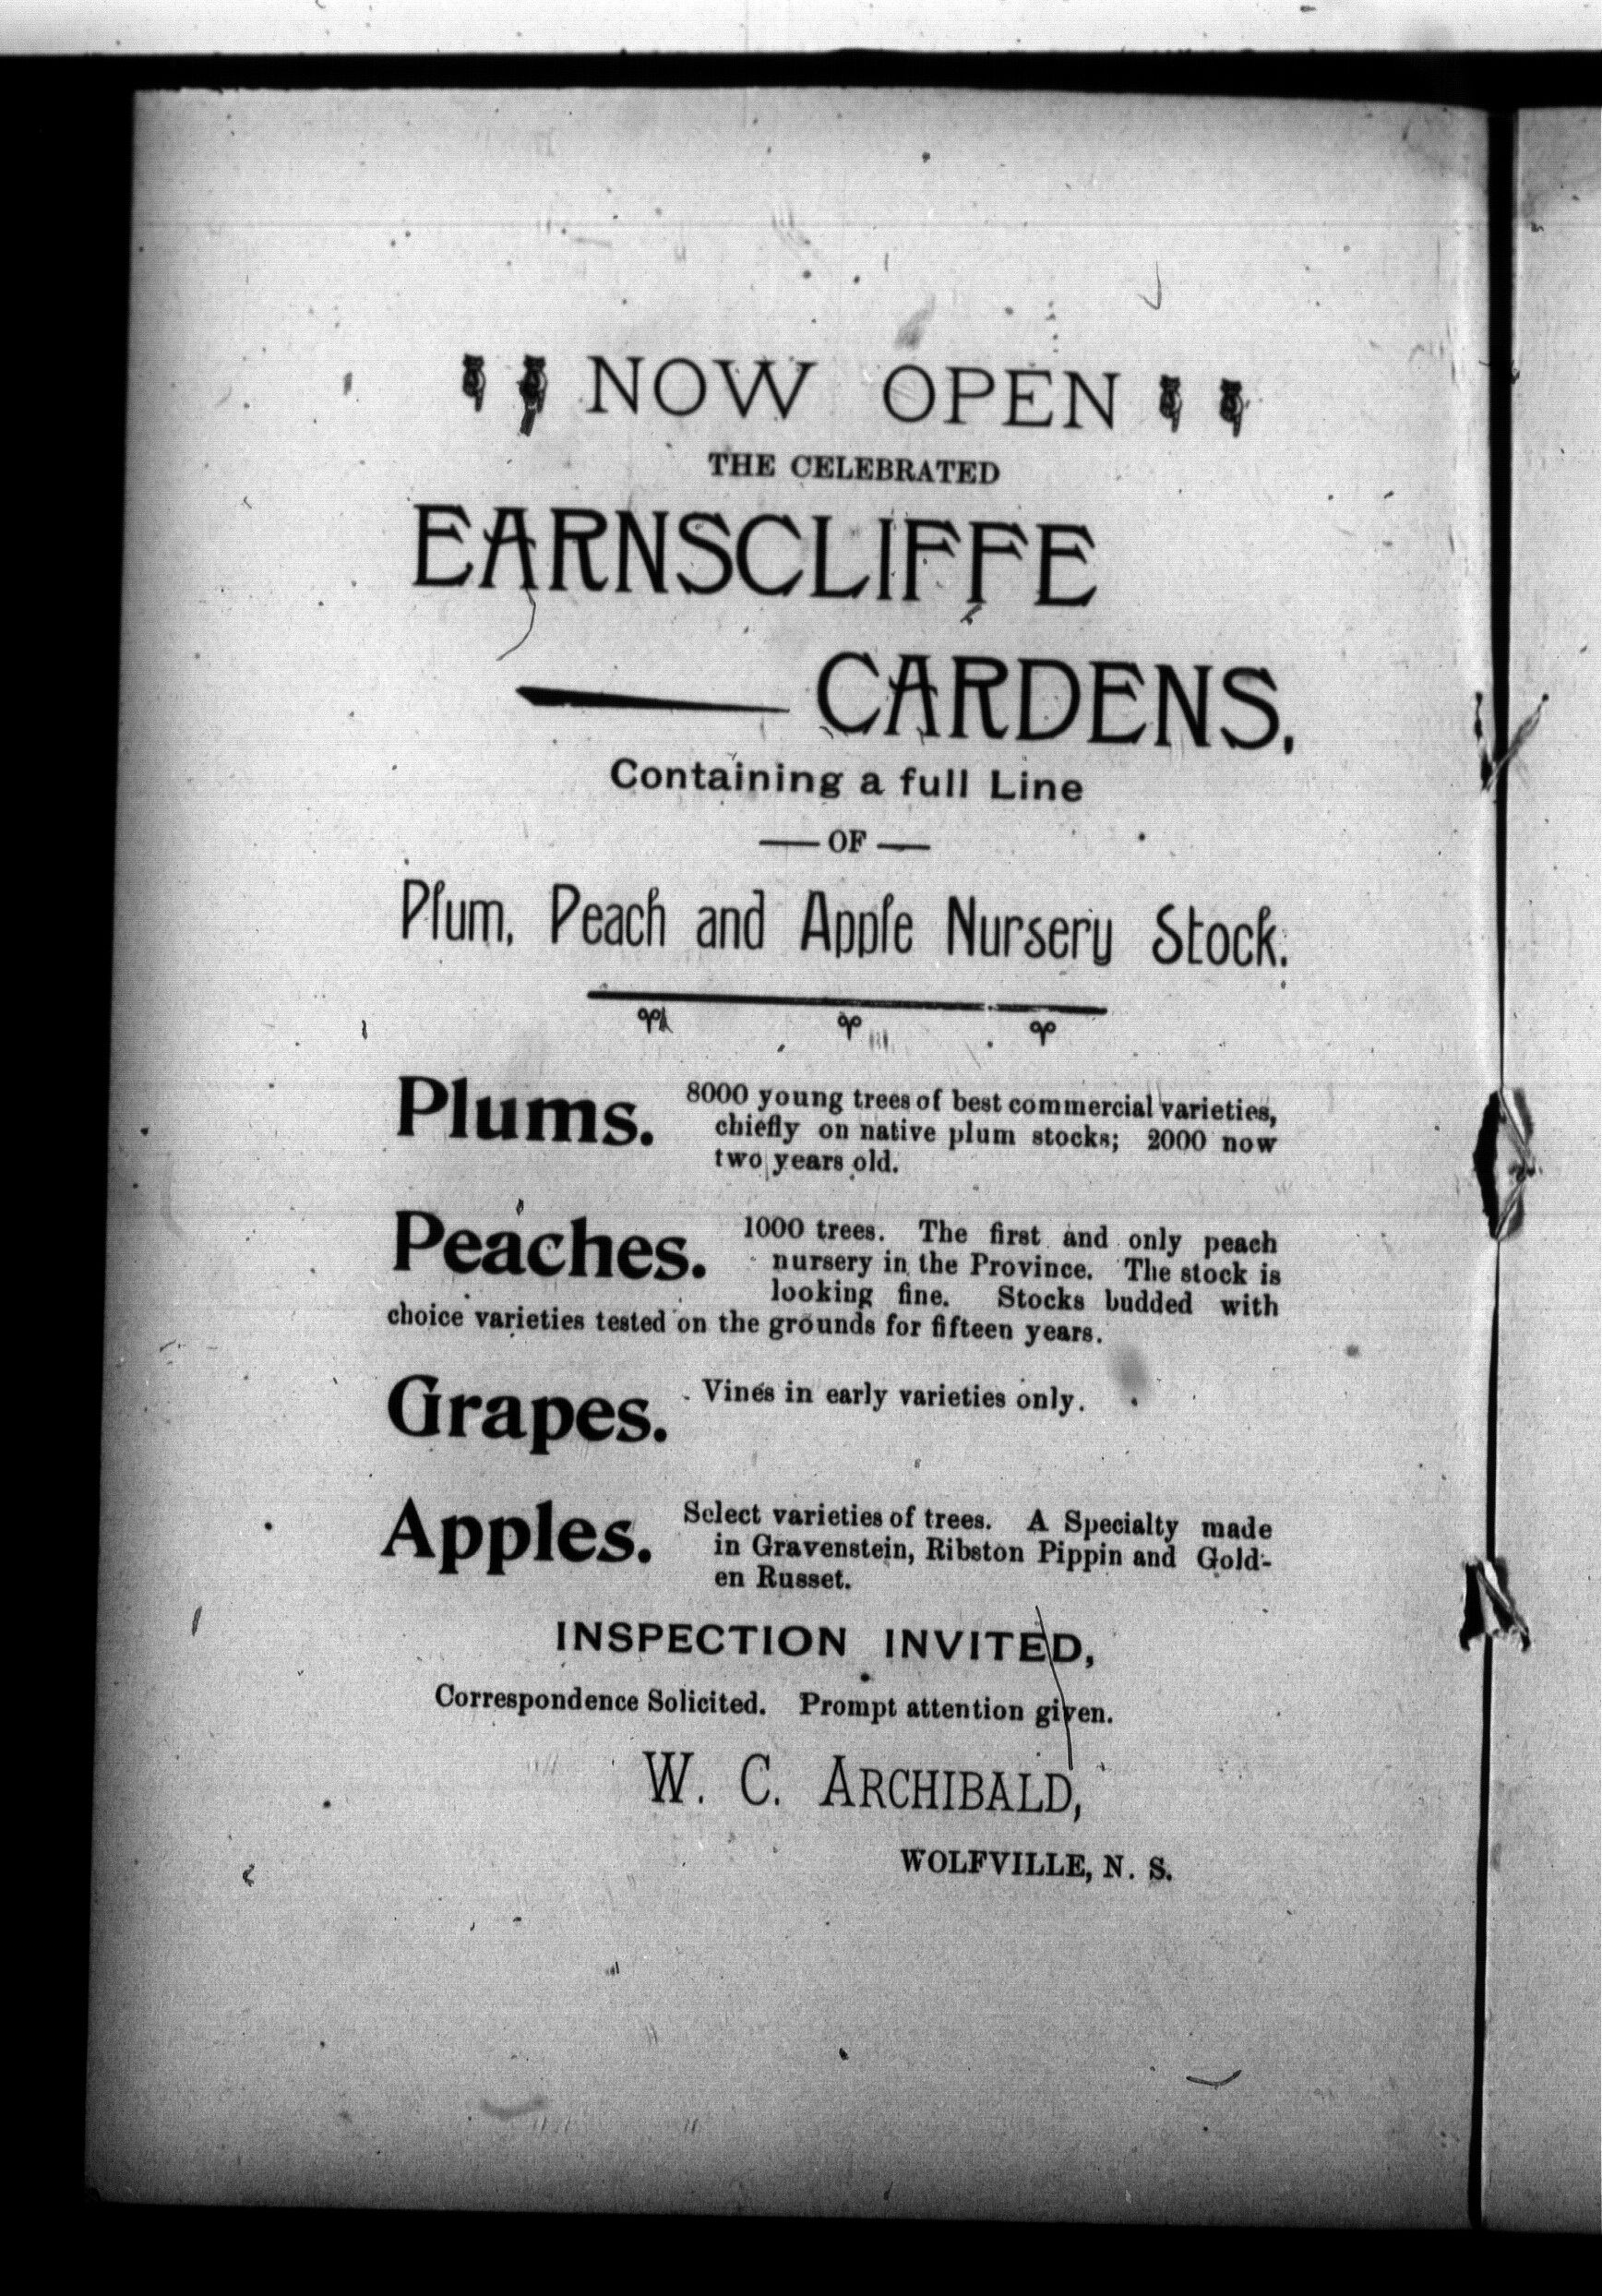 NOW OPEN
THE CELEBRATED
EARNSCLIFFE
CARDENS.
Containing a full Line
— OF —
Plum, Peach and Apple Nursery Stock.
Plums. 8000 young trees of best commercial varieties,
chiefly on native plum stocks; 2000 now
two years old.
Peaches. 1000 trees. The first and only peach
nursery in the Province. The stock is
looking fine. Stocks budded with
choice varieties tested on the grounds for fifteen years.
Grapes. Vines in early varieties only.
Apples. Select varieties of trees. A Specialty made
in Gravenstein, Ribston Pippin and Gold-
en Russet.
INSPECTION INVITED,
Correspondence Solicited. Prompt attention given.
W. C. ARCHIBALD,
WOLFVILLE, N. S.